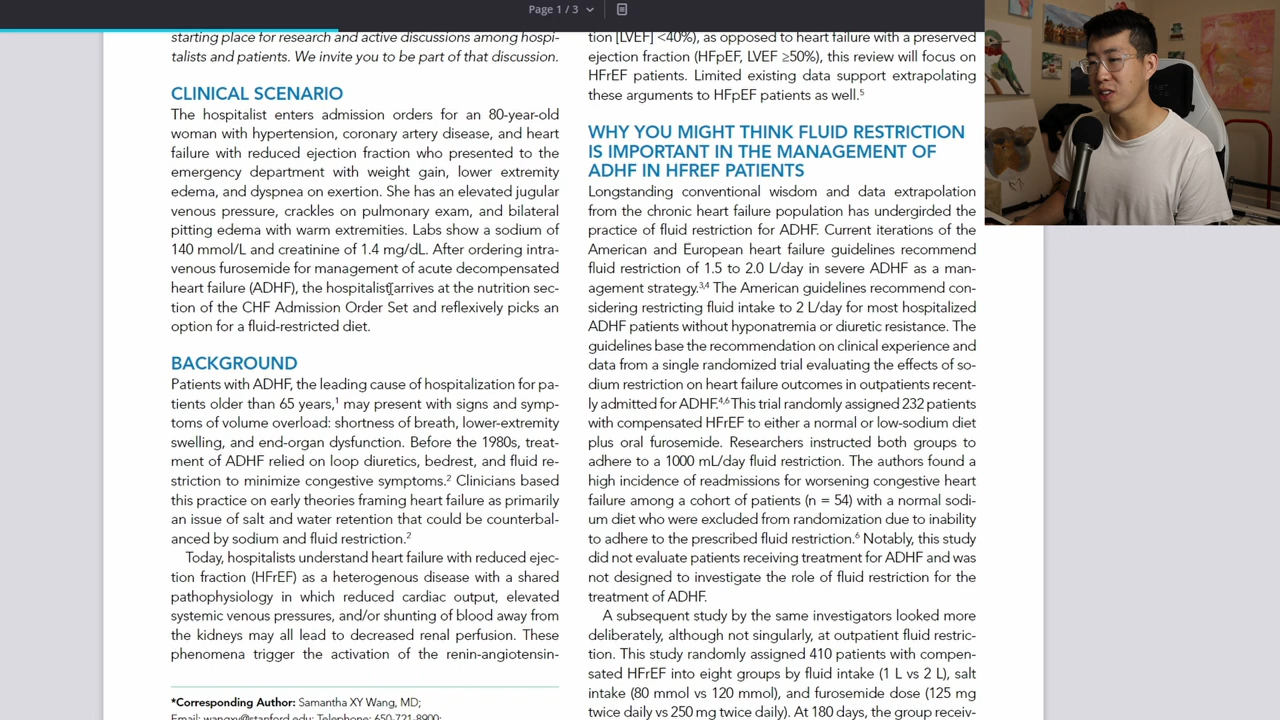 Page 1 / 3
starting place for research and active discussions among hospi-
talists and patients. We invite you to be part of that discussion.
CLINICAL SCENARIO
The hospitalist enters admission orders for an 80-year-old
woman with hypertension, coronary artery disease, and heart
failure with reduced ejection fraction who presented to the
emergency department with weight gain, lower extremity
edema, and dyspnea on exertion. She has an elevated jugular
venous pressure, crackles on pulmonary exam, and bilateral
pitting edema with warm extremities. Labs show a sodium of
140 mmol/L and creatinine of 1.4 mg/dL. After ordering intra-
venous furosemide for management of acute decompensated
heart failure (ADHF), the hospitalist arrives at the nutrition sec-
tion of the CHF Admission Order Set and reflexively picks an
option for a fluid-restricted diet.
BACKGROUND
Patients with ADHF, the leading cause of hospitalization for pa-
tients older than 65 years,1 may present with signs and symp-
toms of volume overload: shortness of breath, lower-extremity
swelling, and end-organ dysfunction. Before the 1980s, treat-
ment of ADHF relied on loop diuretics, bedrest, and fluid re-
striction to minimize congestive symptoms.2 Clinicians based
this practice on early theories framing heart failure as primarily
an issue of salt and water retention that could be counterbal-
anced by sodium and fluid restriction.2
Today, hospitalists understand heart failure with reduced ejec-
tion fraction (HFrEF) as a heterogenous disease with a shared
pathophysiology in which reduced cardiac output, elevated
systemic venous pressures, and/or shunting of blood away from
the kidneys may all lead to decreased renal perfusion. These
phenomena trigger the activation of the renin-angiotensin-
*Corresponding Author: Samantha XY Wang, MD;
Email: wangxy@stanford.edu; Telephone: 650-721-8900;
tion [LVEF] <40%), as opposed to heart failure with a preserved
ejection fraction (HFpEF, LVEF ≥50%), this review will focus on
HFrEF patients. Limited existing data support extrapolating
these arguments to HFpEF patients as well.5
WHY YOU MIGHT THINK FLUID RESTRICTION
IS IMPORTANT IN THE MANAGEMENT OF
ADHF IN HFREF PATIENTS
Longstanding conventional wisdom and data extrapolation
from the chronic heart failure population has undergirded the
practice of fluid restriction for ADHF. Current iterations of the
American and European heart failure guidelines recommend
fluid restriction of 1.5 to 2.0 L/day in severe ADHF as a man-
agement strategy.3,4 The American guidelines recommend con-
sidering restricting fluid intake to 2 L/day for most hospitalized
ADHF patients without hyponatremia or diuretic resistance. The
guidelines base the recommendation on clinical experience and
data from a single randomized trial evaluating the effects of so-
dium restriction on heart failure outcomes in outpatients recent-
ly admitted for ADHF.4,6 This trial randomly assigned 232 patients
with compensated HFrEF to either a normal or low-sodium diet
plus oral furosemide. Researchers instructed both groups to
adhere to a 1000 mL/day fluid restriction. The authors found a
high incidence of readmissions for worsening congestive heart
failure among a cohort of patients (n = 54) with a normal sodi-
um diet who were excluded from randomization due to inability
to adhere to the prescribed fluid restriction.6 Notably, this study
did not evaluate patients receiving treatment for ADHF and was
not designed to investigate the role of fluid restriction for the
treatment of ADHF.
A subsequent study by the same investigators looked more
deliberately, although not singularly, at outpatient fluid restric-
tion. This study randomly assigned 410 patients with compen-
sated HFrEF into eight groups by fluid intake (1 L vs 2 L), salt
intake (80 mmol vs 120 mmol), and furosemide dose (125 mg
twice daily vs 250 mg twice daily). At 180 days, the group receiv-